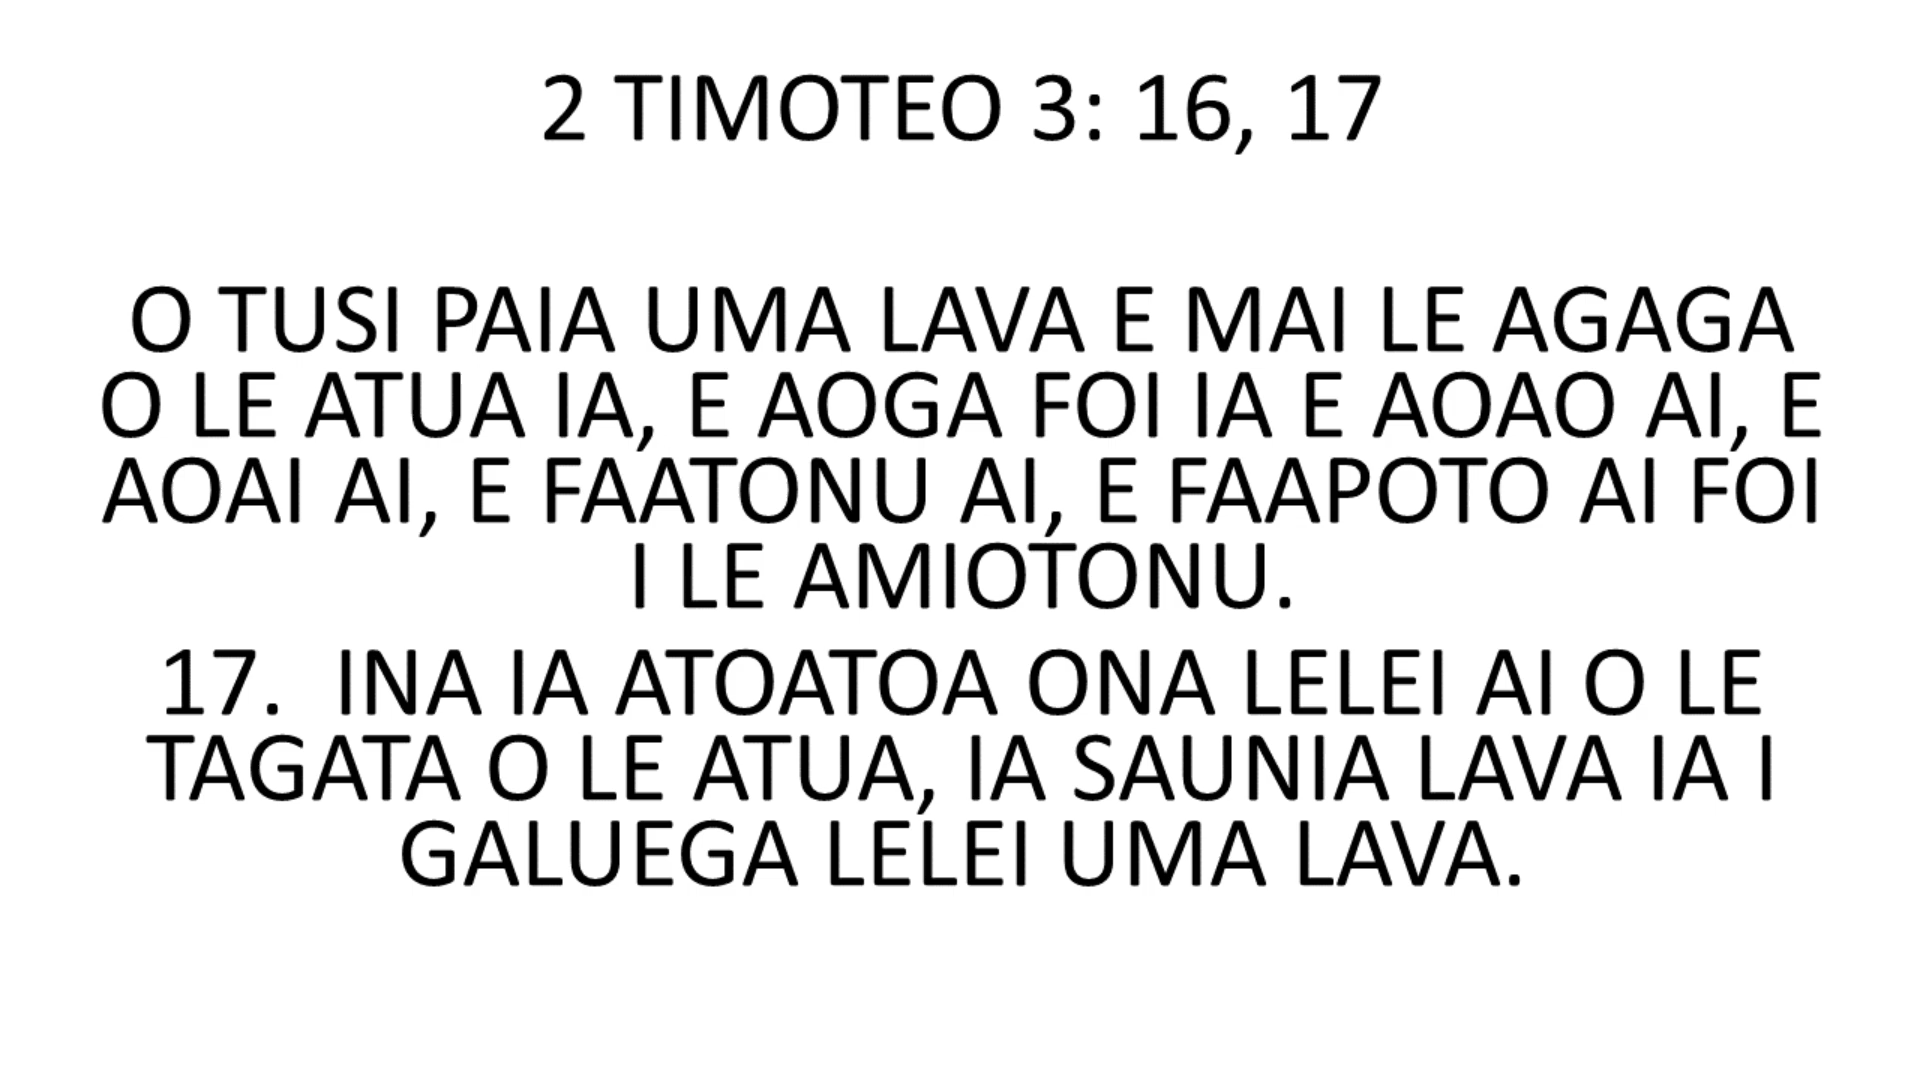 2 TIMOTEO 3: 16, 17
O TUSI PAIA UMA LAVA E MAI LE AGAGA
O LE ATUA IA, E AOGA FOI IA E AOAO AI, E
AOAI AI, E FAATONU AI, E FAAPOTO AI FOI
I LE AMIOTONU.
17.  INA IA ATOATOA ONA LELEI AI O LE
TAGATA O LE ATUA, IA SAUNIA LAVA IA I
GALUEGA LELEI UMA LAVA.